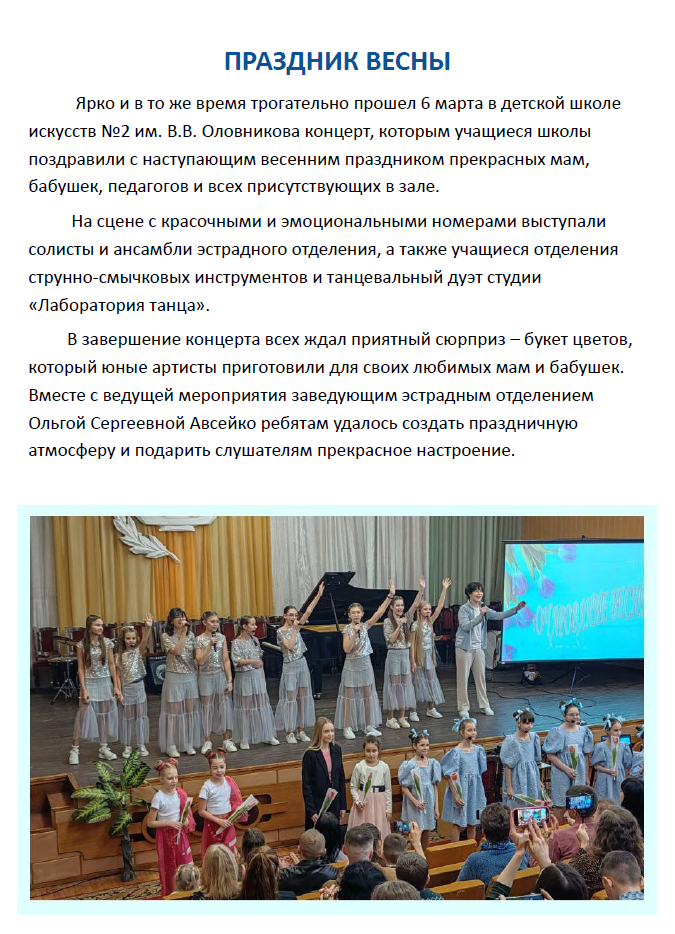 ПРАЗДНИК ВЕСНЫ
Ярко и в то же время трогательно прошел 6 марта в детской школе
искусств №2 им. В.В. Оловникова концерт, которым учащиеся школы
поздравили с наступающим весенним праздником прекрасных мам,
бабушек, педагогов и всех присутствующих в зале.
На сцене с красочными и эмоциональными номерами выступали
солисты и ансамбли эстрадного отделения, а также учащиеся отделения
струнно-смычковых инструментов и танцевальный дуэт студии
«Лаборатория танца».
В завершение концерта всех ждал приятный сюрприз – букет цветов,
который юные артисты приготовили для своих любимых мам и бабушек.
Вместе с ведущей мероприятия заведующим эстрадным отделением
Ольгой Сергеевной Авсейко ребятам удалось создать праздничную
атмосферу и подарить слушателям прекрасное настроение.